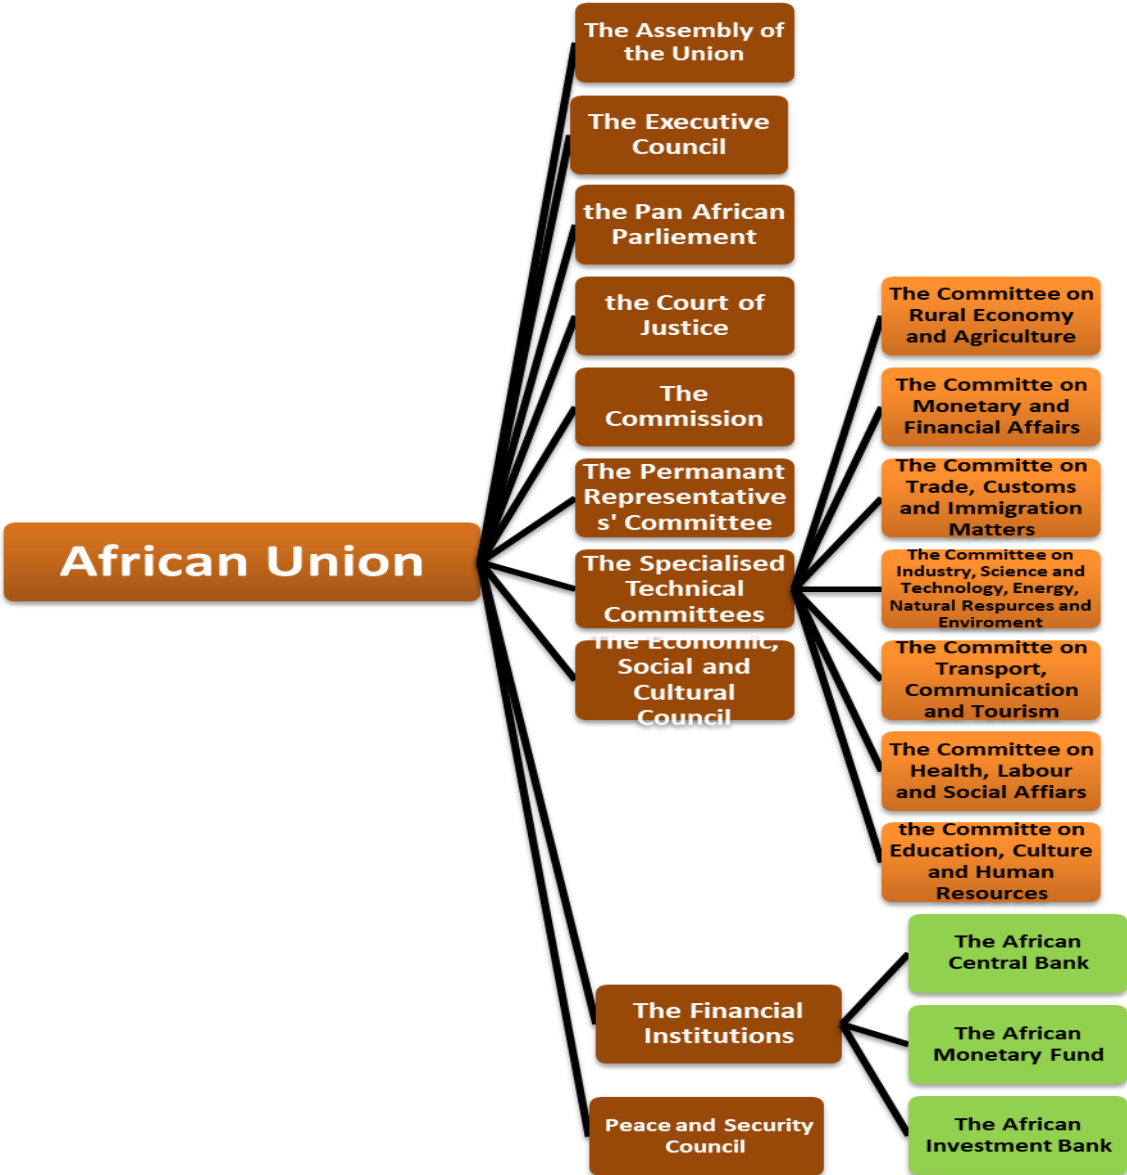 African Union
The Assembly of
the Union
The Executive
Council
the Pan African
Parliement
the Court of
Justice
The
Commission
The Permanant
Representative
s' Committee
The Specialised
Technical
Committees
The Economic,
Social and
Cultural
Council
The Committee on
Rural Economy
and Agriculture
The Committe on
Monetary and
Financial Affairs
The Committe on
Trade, Customs
and Immigration
Matters
The Committee on
Industry, Science and
Technology, Energy,
Natural Respurces and
Enviroment
The Committe on
Transport,
Communication
and Tourism
The Committee on
Health, Labour
and Social Affiars
the Committe on
Education, Culture
and Human
Resources
The Financial
Institutions
The African
Central Bank
The African
Monetary Fund
The African
Investment Bank
Peace and Security
Council